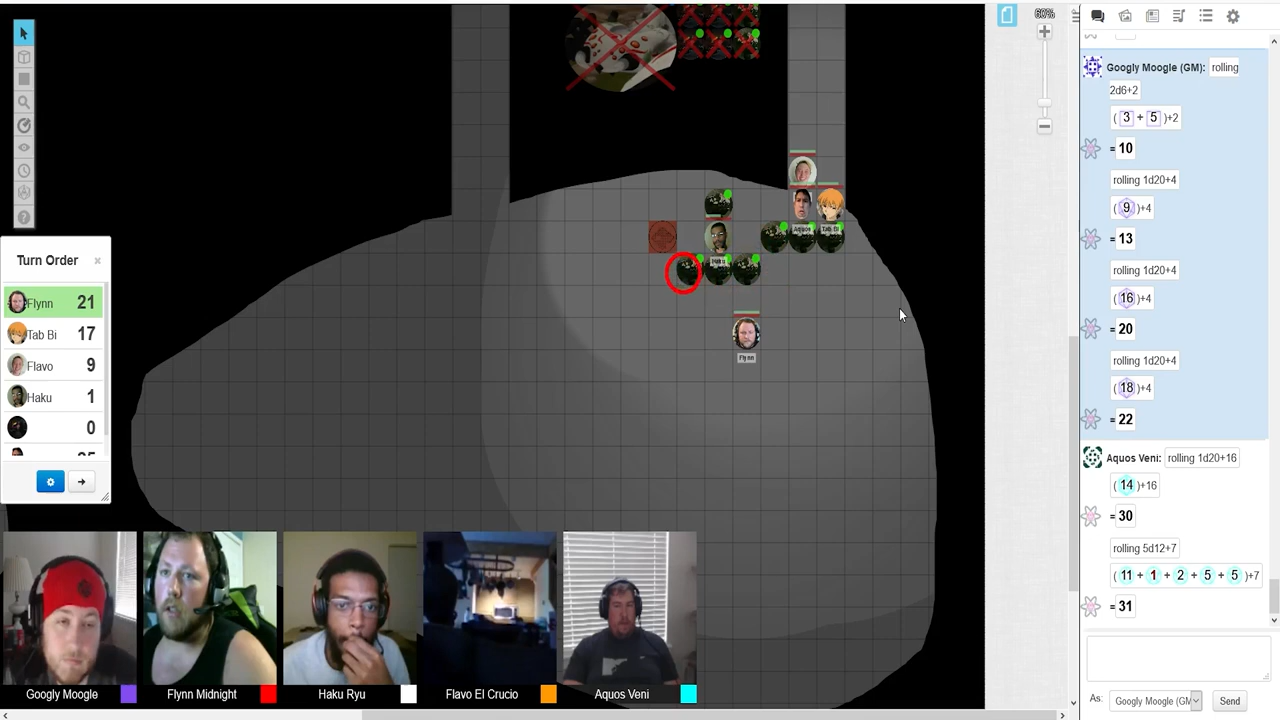 60%
Googly Moogle (GM): rolling
2d6+2
(3+5)+2
= 10
rolling 1d20+4
(9)+4
= 13
rolling 1d20+4
(16)+4
= 20
rolling 1d20+4
(18)+4
= 22
Aquos Veni: rolling 1d20+16
(14)+16
= 30
rolling 5d12+7
(11+1+2+5+5)+7
= 31
As: Googly Moogle (GM
Send
Turn Order ×
Flynn 21
Tab Bi 17
Flavo 9
Haku 1
0
Aquos
Tab Bi
Haku
Flynn
Googly Moogle
Flynn Midnight
Haku Ryu
Flavo El Crucio
Aquos Veni